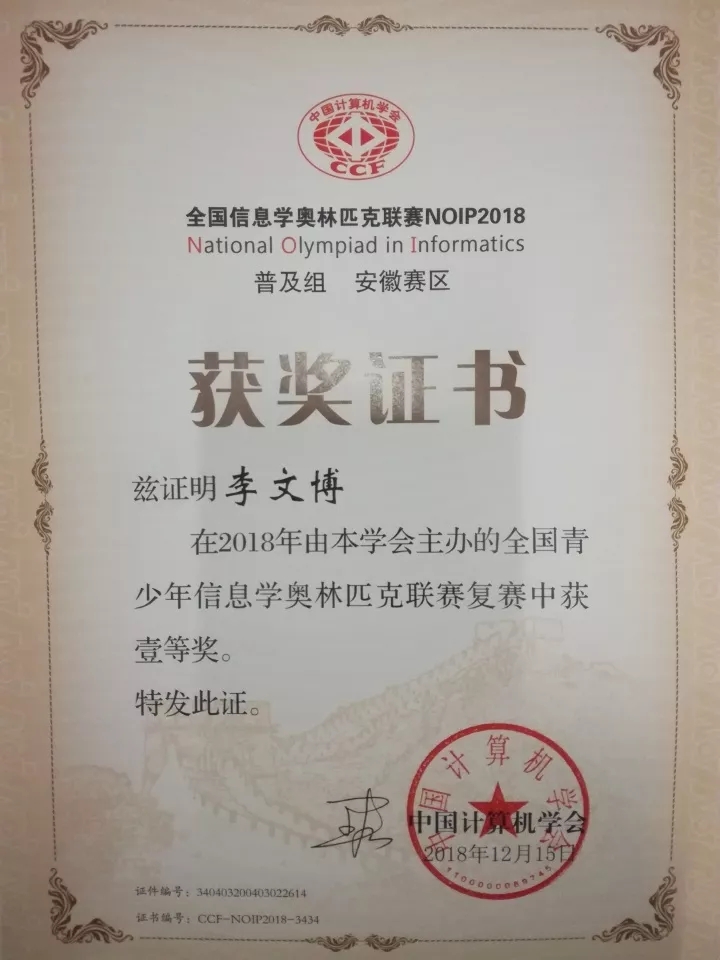 中国计算机学会
CCF
全国信息学奥林匹克联赛NOIP2018
National Olympiad in Informatics
普及组 安徽赛区
获奖证书
兹证明李文博
在2018年由本学会主办的全国青
少年信息学奥林匹克联赛复赛中获
壹等奖。
特发此证。
中国计算机学会
中国计算机学会
2018年12月15日
1100000089745
证件编号：340403200403022614
证书编号：CCF-NOIP2018-3434